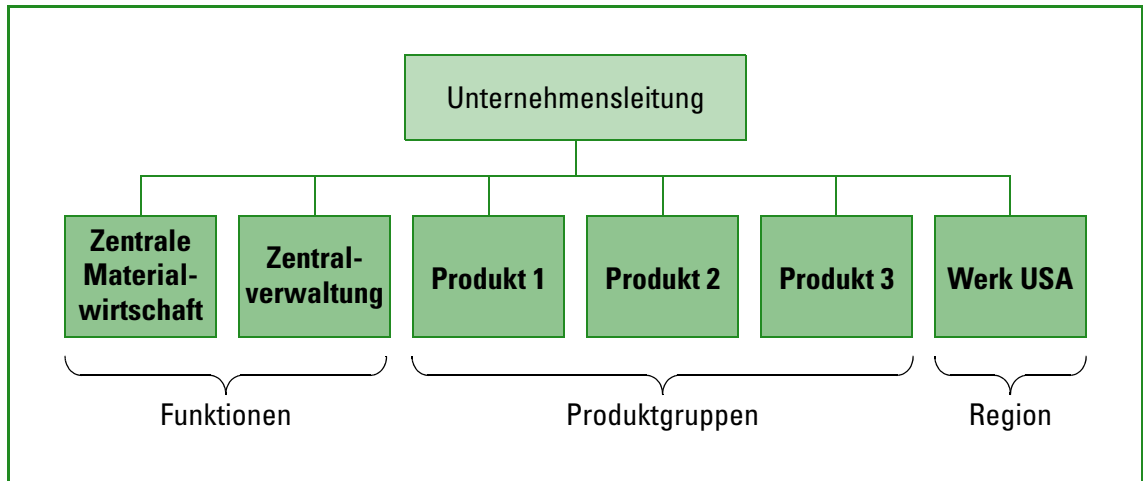 Unternehmensleitung
Zentrale
Material-
wirtschaft
Zentral-
verwaltung
Produkt 1
Produkt 2
Produkt 3
Werk USA
Funktionen
Produktgruppen
Region